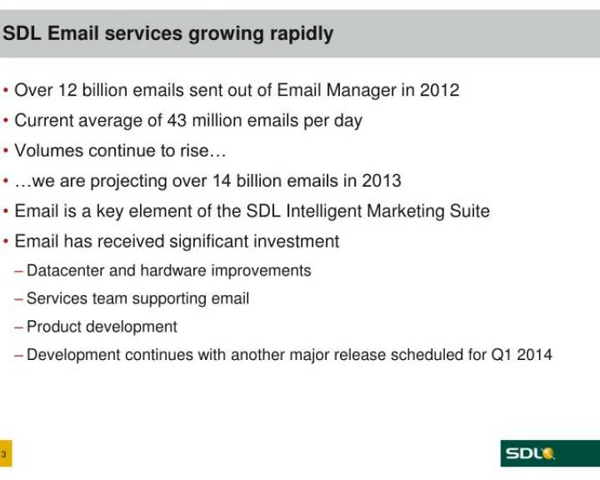 SDL Email services growing rapidly
• Over 12 billion emails sent out of Email Manager in 2012
• Current average of 43 million emails per day
• Volumes continue to rise…
• …we are projecting over 14 billion emails in 2013
• Email is a key element of the SDL Intelligent Marketing Suite
• Email has received significant investment
– Datacenter and hardware improvements
– Services team supporting email
– Product development
– Development continues with another major release scheduled for Q1 2014
3
SDL